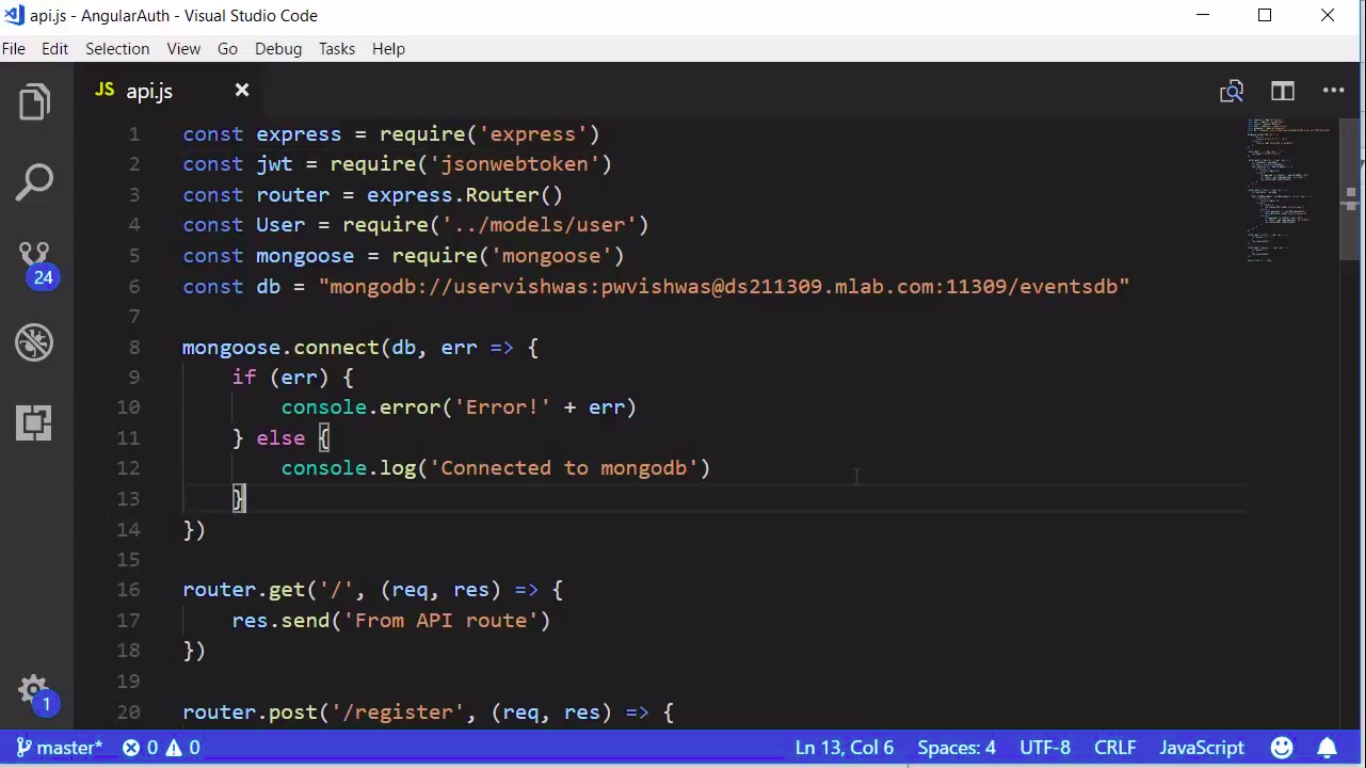 api.js - AngularAuth - Visual Studio Code
File Edit Selection View Go Debug Tasks Help
JS api.js
1 const express = require('express')
2 const jwt = require('jsonwebtoken')
3 const router = express.Router()
4 const User = require('../models/user')
5 const mongoose = require('mongoose')
6 const db = "mongodb://uservishwas:pwvishwas@ds211309.mlab.com:11309/eventsdb"
7
8 mongoose.connect(db, err => {
9     if (err) {
10         console.error('Error!' + err)
11     } else {
12         console.log('Connected to mongodb')
13     }
14 })
15
16 router.get('/', (req, res) => {
17     res.send('From API route')
18 })
19
20 router.post('/register', (req, res) => {
24
1
master* 0 0 Ln 13, Col 6 Spaces: 4 UTF-8 CRLF JavaScript